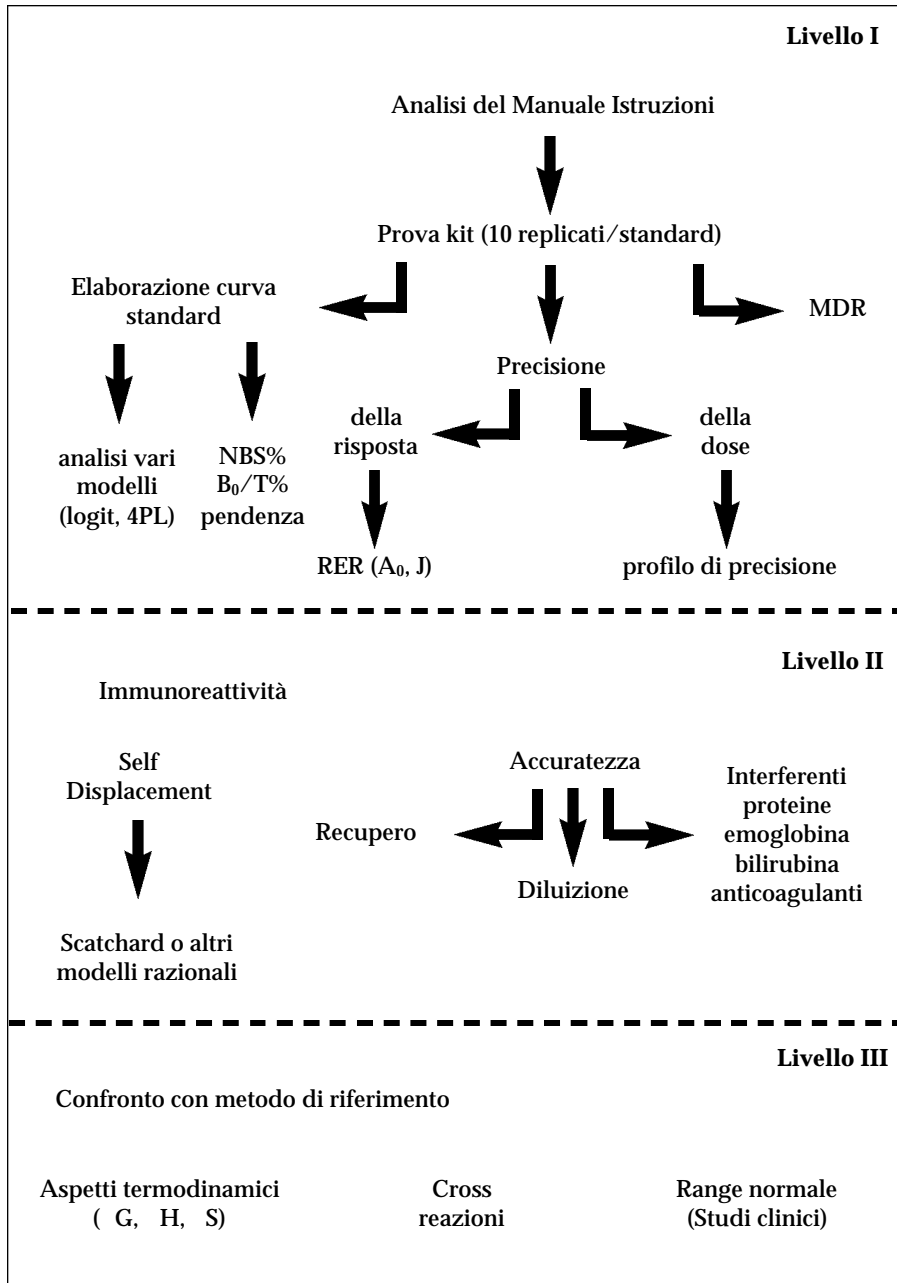 Livello I
Analisi del Manuale Istruzioni
Prova kit (10 replicati/standard)
Elaborazione curva
standard
MDR
Precisione
analisi vari
modelli
(logit, 4PL)
NBS%
B₀/T%
pendenza
della
risposta
della
dose
RER (A₀, J)
profilo di precisione
Livello II
Immunoreattività
Self
Displacement
Accuratezza
Recupero
Diluizione
Interferenti
proteine
emoglobina
bilirubina
anticoagulanti
Scatchard o altri
modelli razionali
Livello III
Confronto con metodo di riferimento
Aspetti termodinamici
( G, H, S)
Cross
reazioni
Range normale
(Studi clinici)